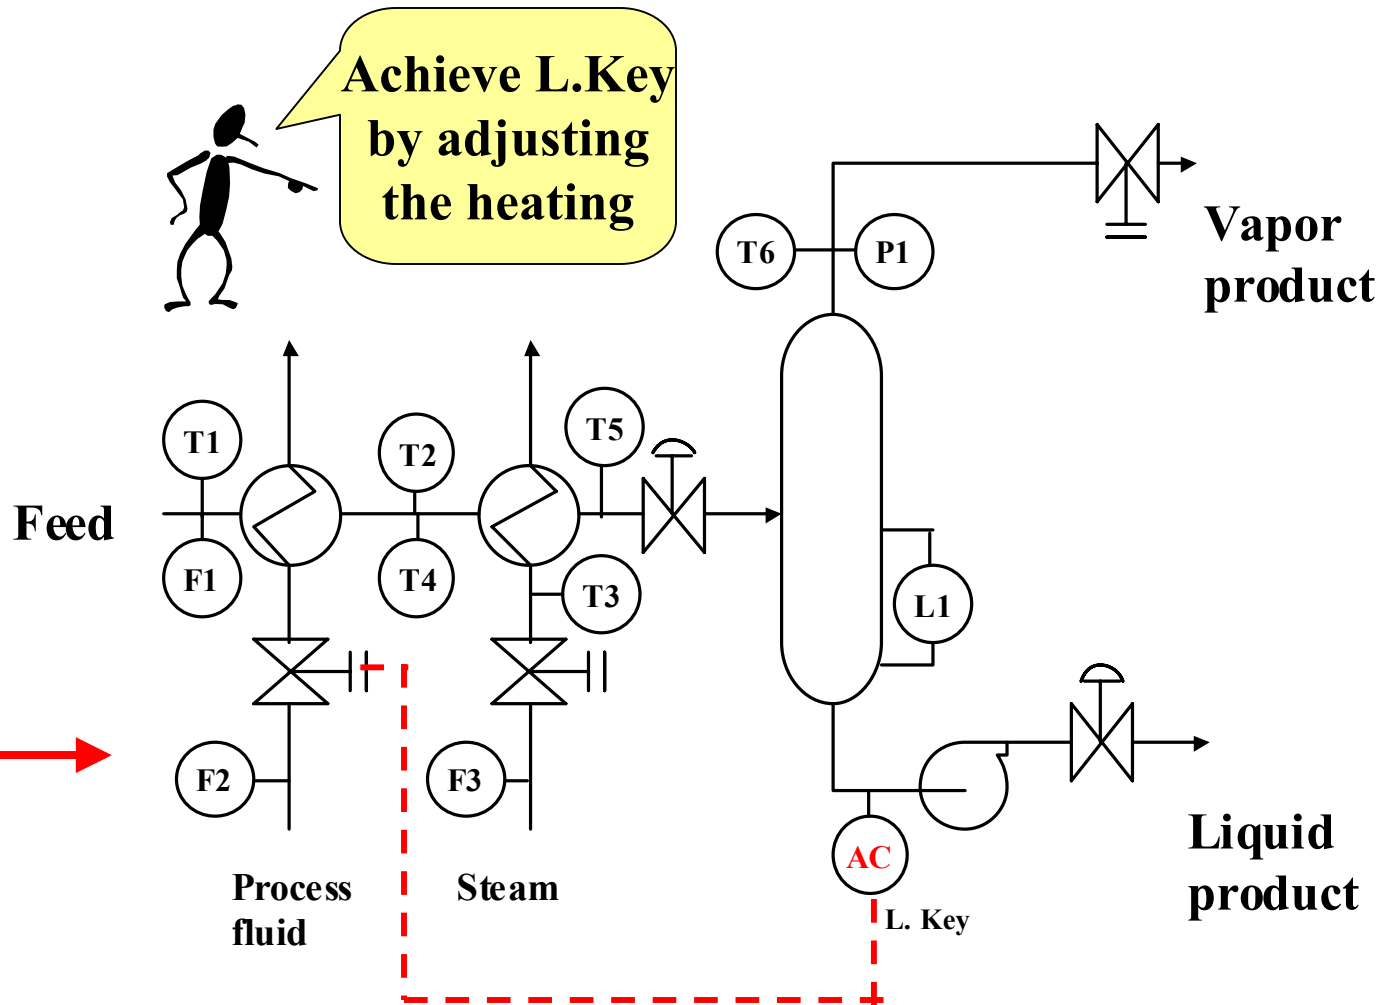 Achieve L.Key
by adjusting
the heating
T6
P1
Vapor
product
T1
T2
T5
Feed
F1
T4
T3
L1
F2
F3
AC
L. Key
Process
fluid
Steam
Liquid
product